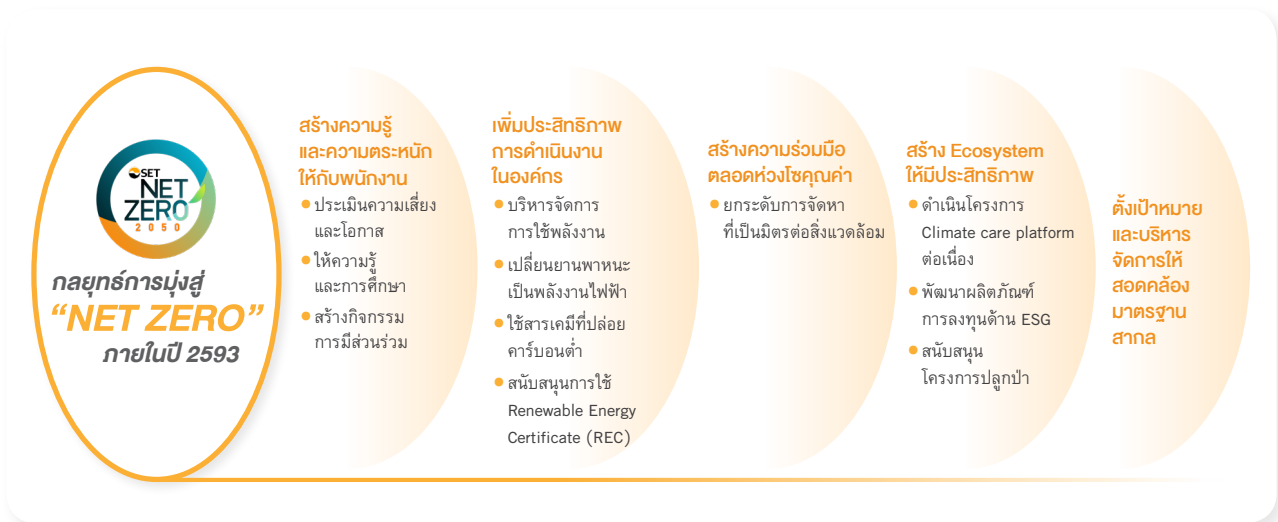 SET
NET
ZERO
2050
กลยุทธ์การมุ่งสู่
“NET ZERO”
ภายในปี 2593
สร้างความรู้
และความตระหนัก
ให้กับพนักงาน
• ประเมินความเสี่ยง
และโอกาส
• ให้ความรู้
และการศึกษา
• สร้างกิจกรรม
การมีส่วนร่วม
เพิ่มประสิทธิภาพ
การดำเนินงาน
ในองค์กร
• บริหารจัดการ
การใช้พลังงาน
• เปลี่ยนยานพาหนะ
เป็นพลังงานไฟฟ้า
• ใช้สารเคมีที่ปล่อย
คาร์บอนต่ำ
• สนับสนุนการใช้
Renewable Energy
Certificate (REC)
สร้างความร่วมมือ
ตลอดห่วงโซ่คุณค่า
• ยกระดับการจัดหา
ที่เป็นมิตรต่อสิ่งแวดล้อม
สร้าง Ecosystem
ให้มีประสิทธิภาพ
• ดำเนินโครงการ
Climate care platform
ต่อเนื่อง
• พัฒนาผลิตภัณฑ์
การลงทุนด้าน ESG
• สนับสนุน
โครงการปลูกป่า
ตั้งเป้าหมาย
และบริหาร
จัดการให้
สอดคล้อง
มาตรฐาน
สากล